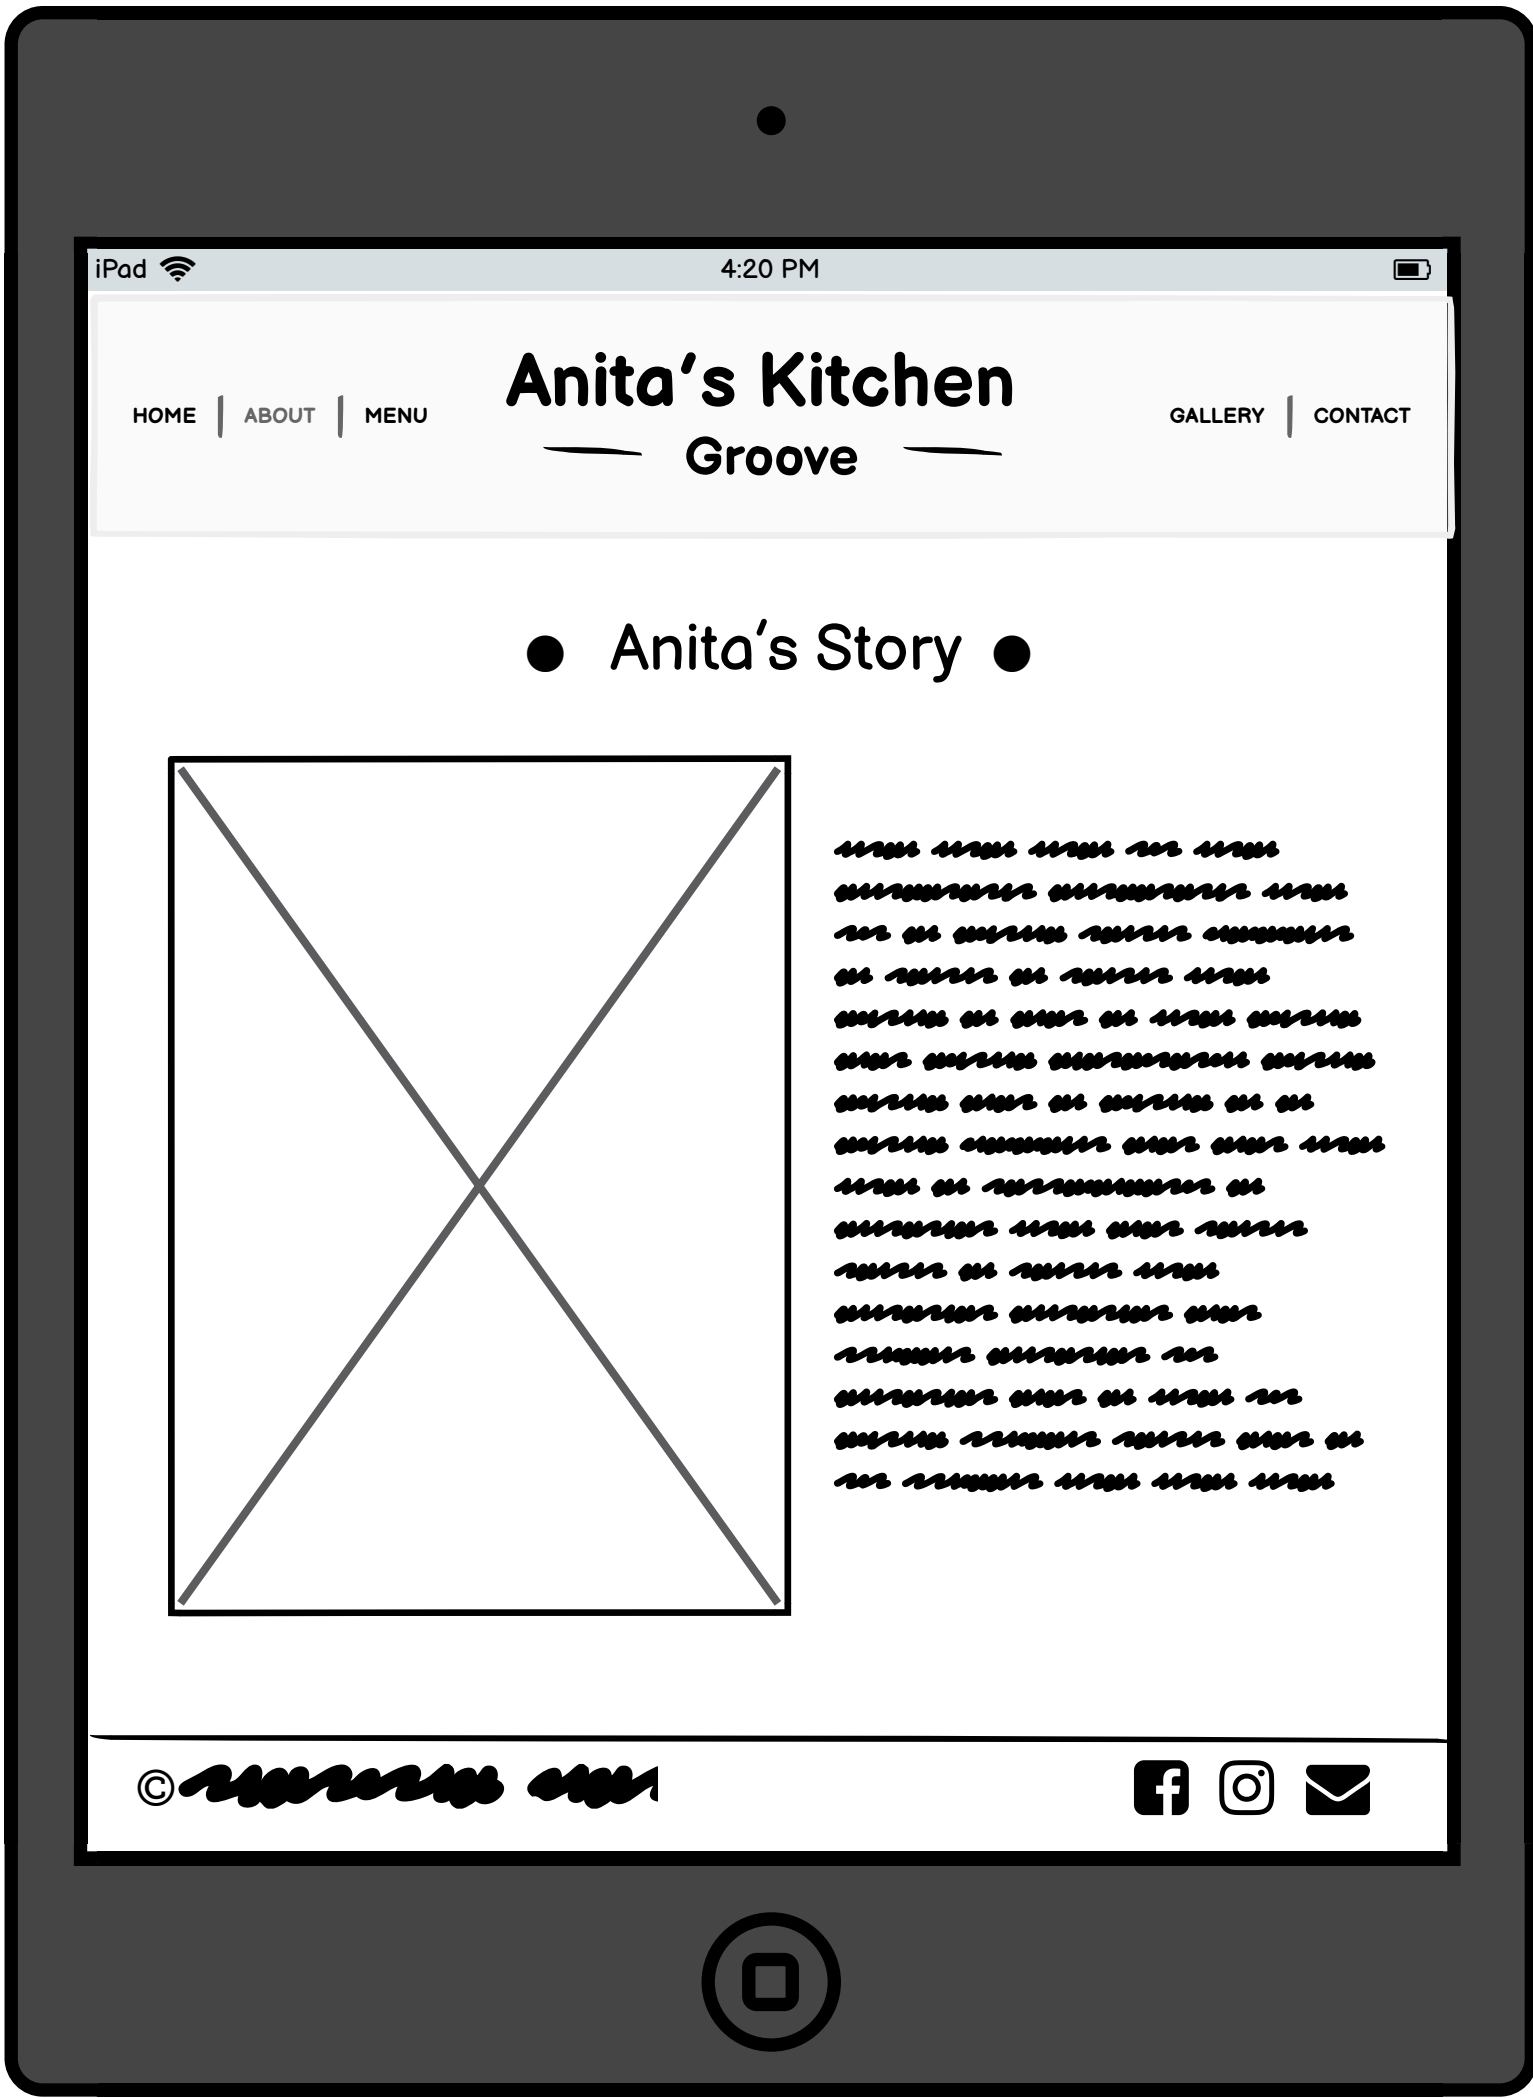 iPad 4:20 PM
HOME | ABOUT | MENU
Anita's Kitchen
Groove
GALLERY | CONTACT
Anita's Story
©